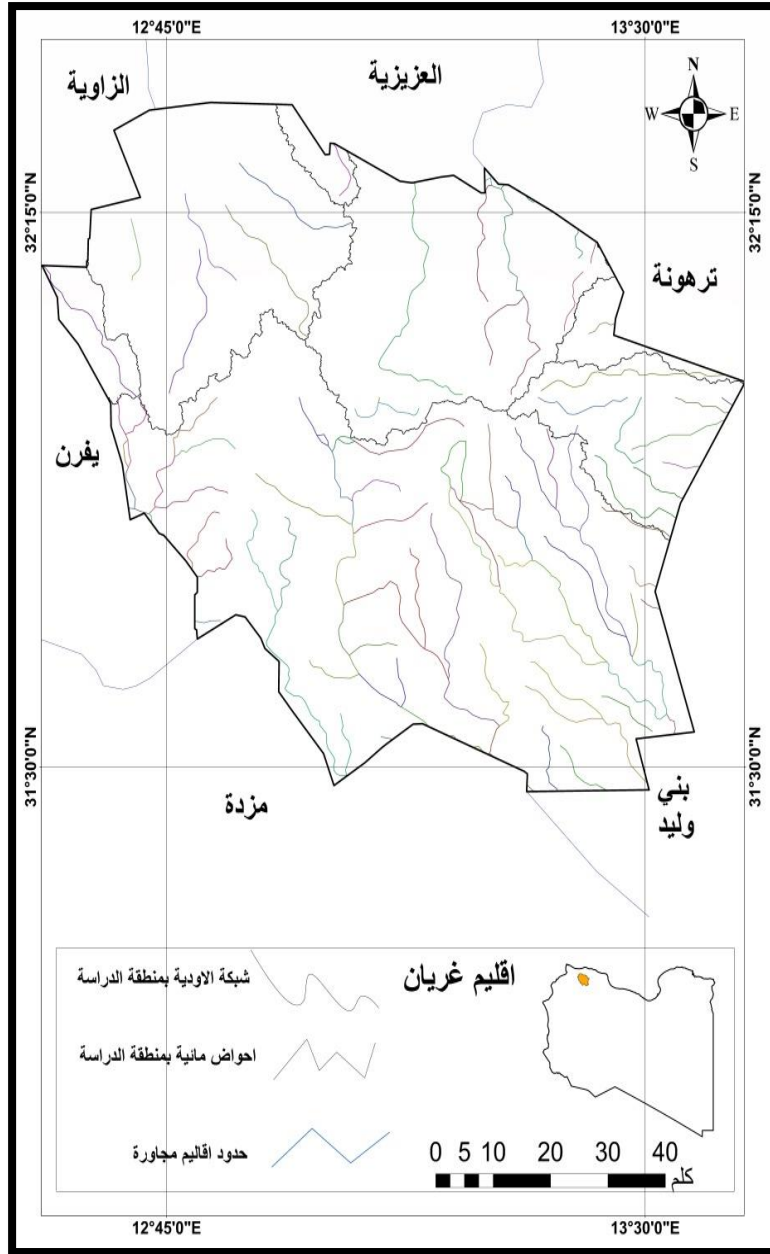 12°45'0"E
13°30'0"E
العزيزية
الزاوية
N
W
E
S
32°15'0"N
32°15'0"N
ترهونة
يفرن
31°30'0"N
31°30'0"N
بني
وليد
مزدة
اقليم غريان
شبكة الاودية بمنطقة الدراسة
احواض مائية بمنطقة الدراسة
حدود اقاليم مجاورة
0 5 10 20 30 40
كلم
12°45'0"E
13°30'0"E